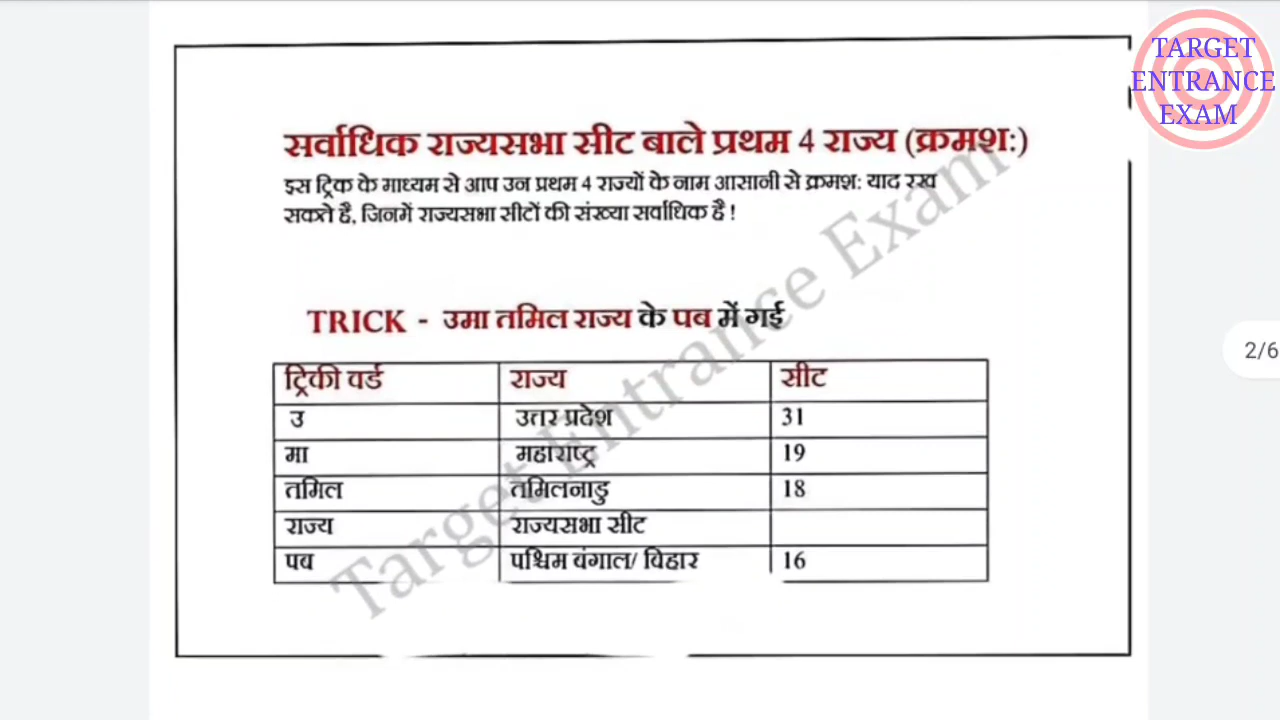 TARGET
ENTRANCE
EXAM
सर्वाधिक राज्यसभा सीट बाले प्रथम 4 राज्य (क्रमश:)
इस ट्रिक के माध्यम से आप उन प्रथम 4 राज्यों के नाम आसानी से क्रमश: याद रख
सकते है, जिनमें राज्यसभा सीटों की संख्या सर्वाधिक है !
TRICK - उमा तमिल राज्य के पब में गई
ट्रिकी वर्ड राज्य सीट
उ उत्तर प्रदेश 31
मा महाराष्ट्र 19
तमिल तमिलनाडु 18
राज्य राज्यसभा सीट
पब पश्चिम बंगाल/ बिहार 16
Target Entrance Exam
2/6